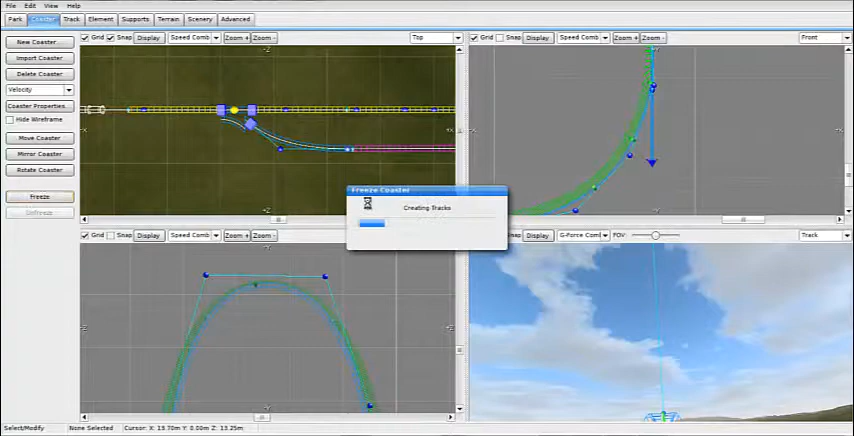 File Edit View Help
Park Coaster Track Element Supports Terrain Scenery Advanced
New Coaster...
Import Coaster
Delete Coaster
Velocity
Coaster Properties...
Hide Wireframe
Move Coaster
Mirror Coaster
Rotate Coaster
Freeze
Unfreeze
Grid Snap Display Speed Comb Zoom + Zoom - Top
Grid Snap Display Speed Comb Zoom + Zoom - Front
Freeze Coaster
Creating Tracks
Grid Snap Display Speed Comb Zoom + Zoom -
Snap Display G-Force Coml FOV: Track
Select/Modify None Selected Cursor: X: 13.70m Y: 0.00m Z: 13.25m